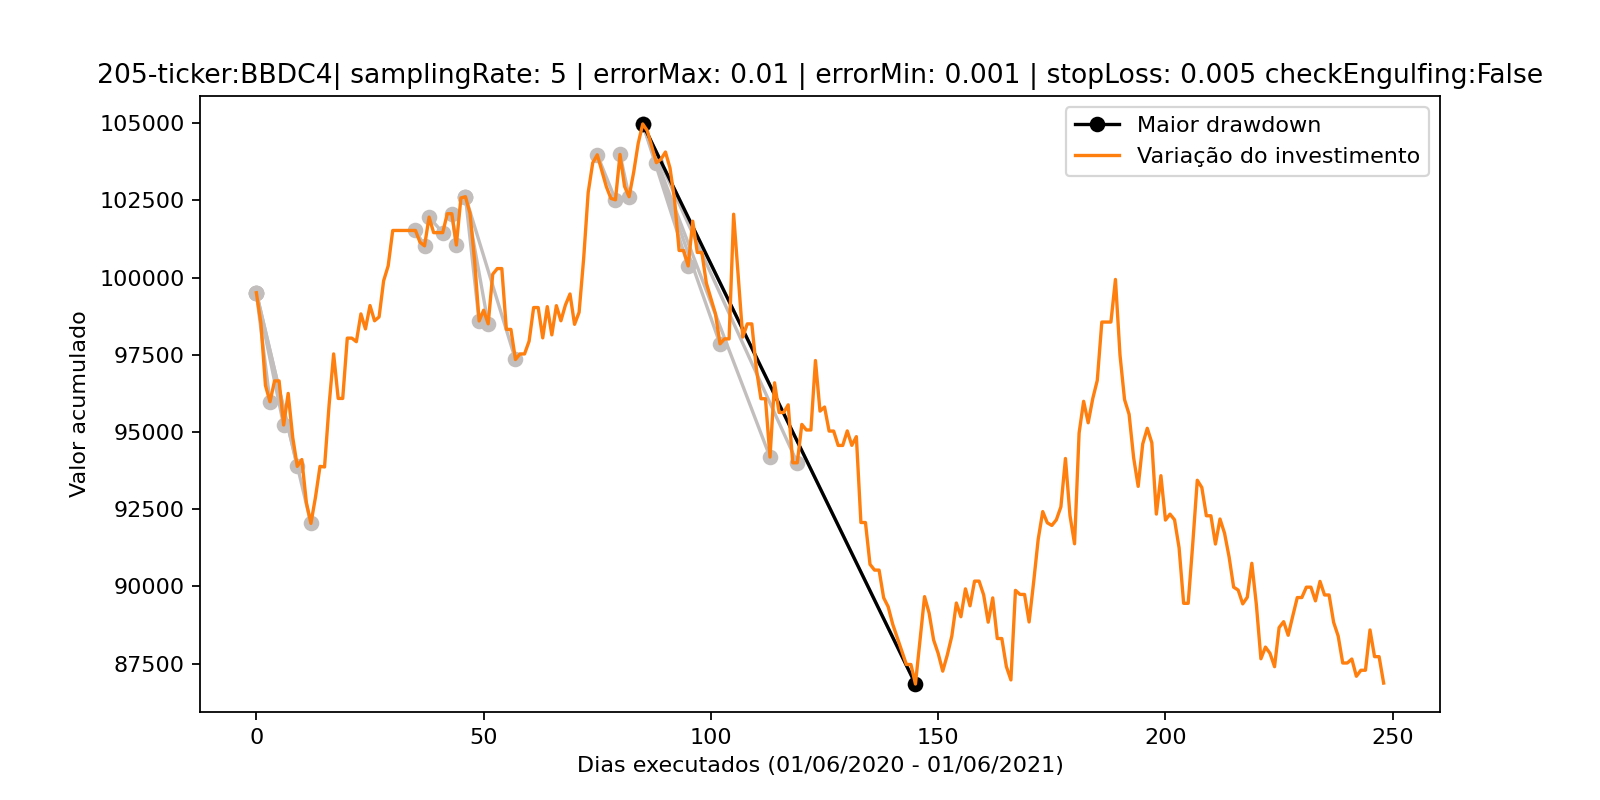 205-ticker:BBDC4| samplingRate: 5 | errorMax: 0.01 | errorMin: 0.001 | stopLoss: 0.005 checkEngulfing:False
Maior drawdown
Variação do investimento
105000
102500
100000
97500
95000
92500
90000
87500
Valor acumulado
0 50 100 150 200 250
Dias executados (01/06/2020 - 01/06/2021)